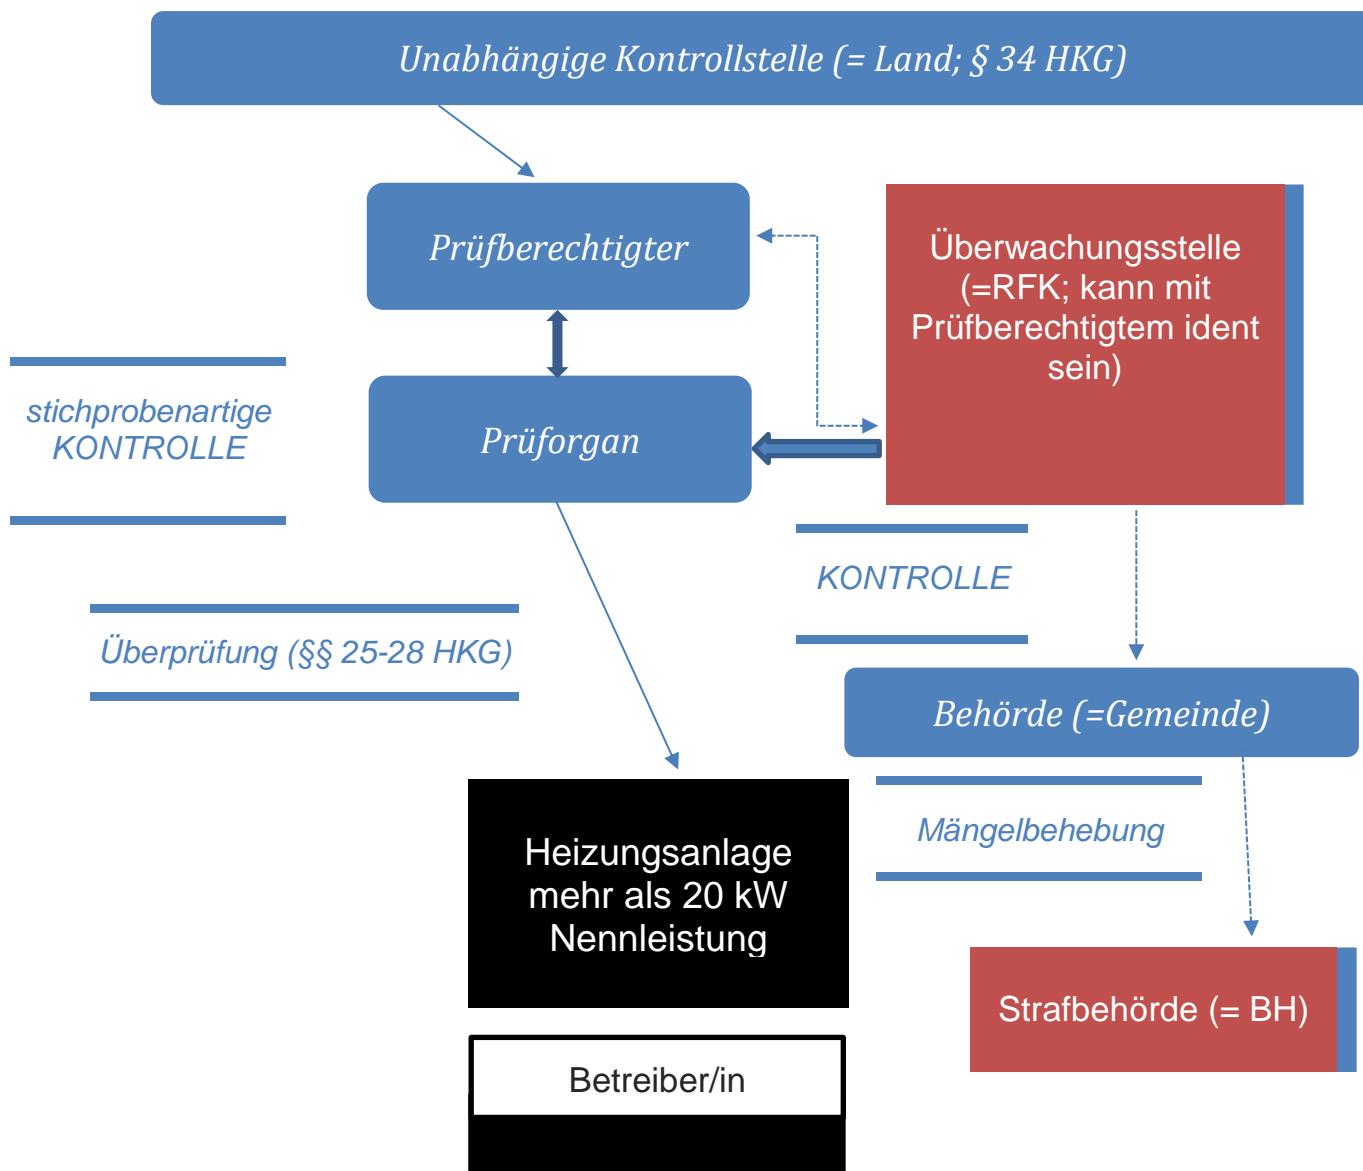 Unabhängige Kontrollstelle (= Land; § 34 HKG)
Prüfberechtigter
Überwachungsstelle
(=RFK; kann mit
Prüfberechtigtem ident
sein)
stichprobenartige
KONTROLLE
Prüforgan
KONTROLLE
Überprüfung (§§ 25-28 HKG)
Behörde (=Gemeinde)
Mängelbehebung
Heizungsanlage
mehr als 20 kW
Nennleistung
Strafbehörde (= BH)
Betreiber/in